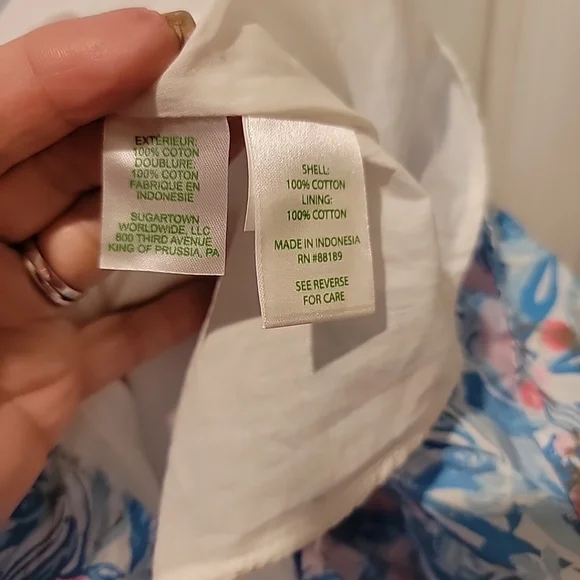 EXTÉRIEUR:
100% COTON
DOUBLURE:
100% COTON
FABRIQUE EN
INDONESIE
SUGARTOWN
WORLDWIDE, LLC
800 THIRD AVENUE
KING OF PRUSSIA, PA
SHELL:
100% COTTON
LINING:
100% COTTON
MADE IN INDONESIA
RN #88189
SEE REVERSE
FOR CARE